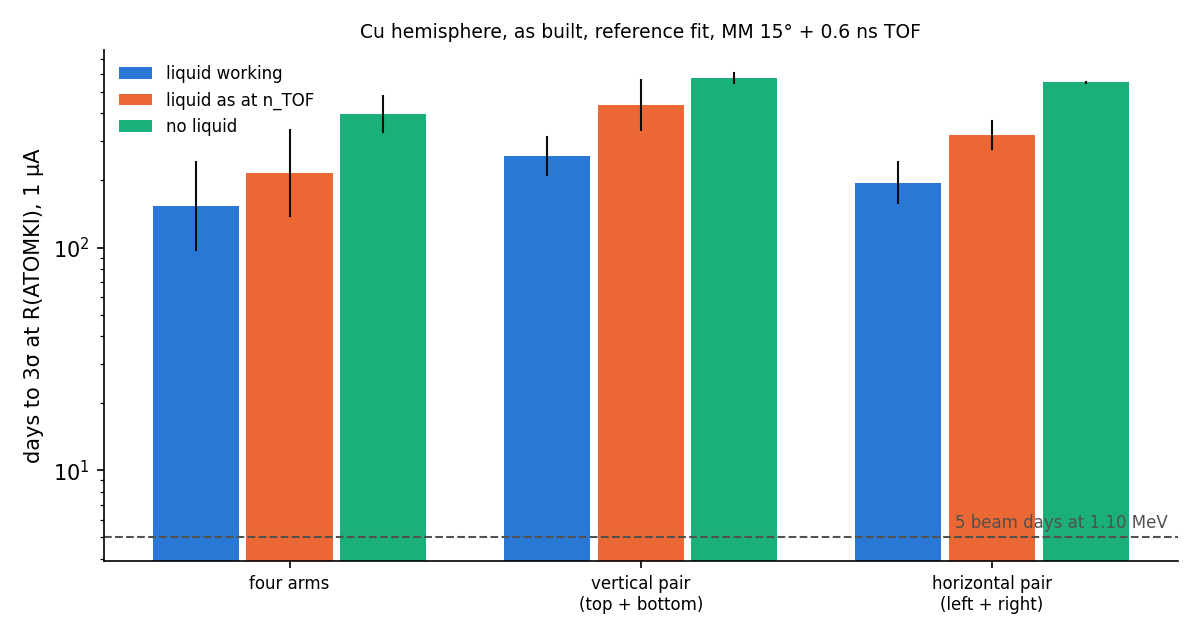 Cu hemisphere, as built, reference fit, MM 15° + 0.6 ns TOF
liquid working
liquid as at n_TOF
no liquid
days to 3σ at R(ATOMKI), 1 μA
10²
10¹
5 beam days at 1.10 MeV
four arms
vertical pair
(top + bottom)
horizontal pair
(left + right)